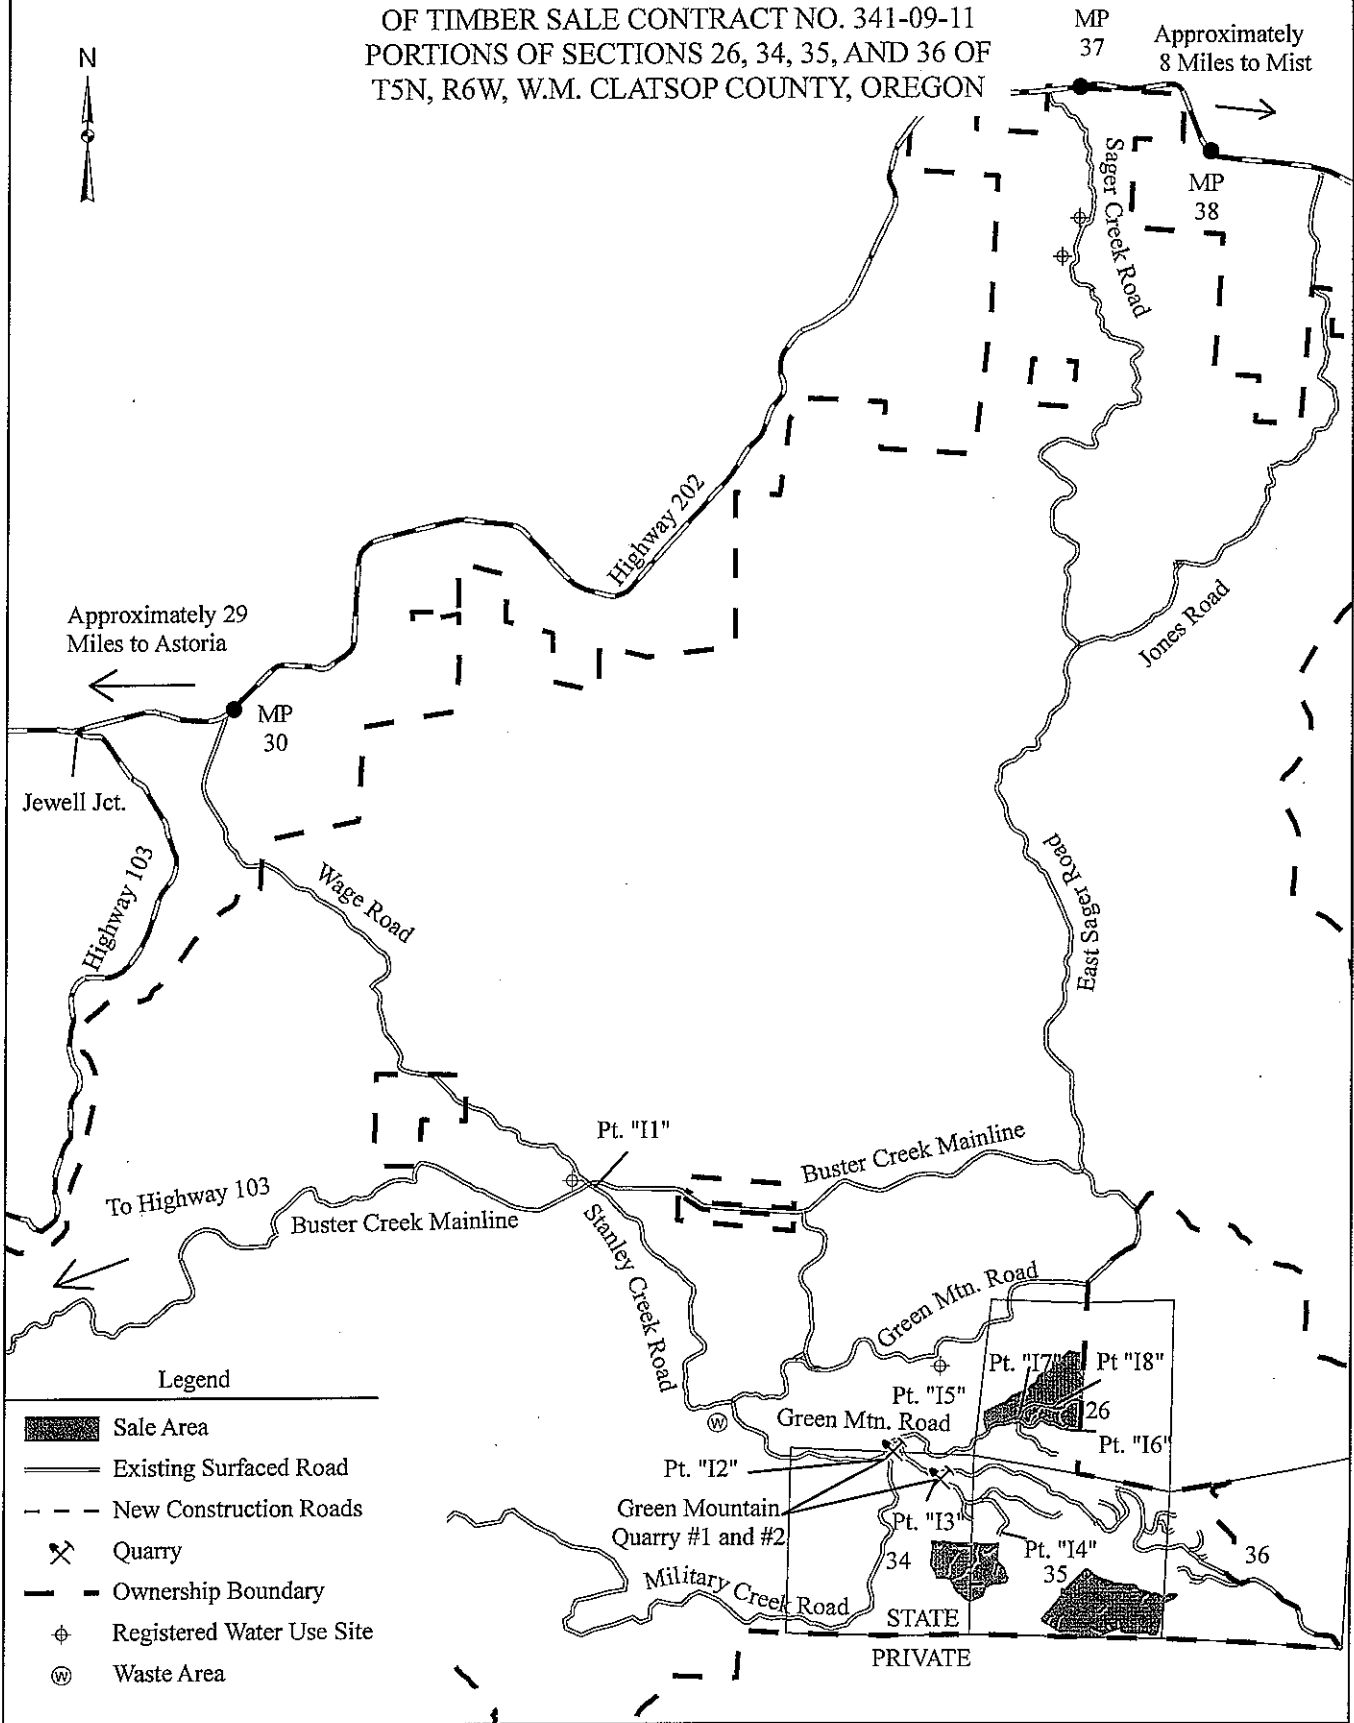 OF TIMBER SALE CONTRACT NO. 341-09-11
PORTIONS OF SECTIONS 26, 34, 35, AND 36 OF
T5N, R6W, W.M. CLATSOP COUNTY, OREGON
N
MP
37
Approximately
8 Miles to Mist
MP
38
Sager Creek Road
Highway 202
Jones Road
Approximately 29
Miles to Astoria
MP
30
Jewell Jct.
Highway 103
Wage Road
East Sager Road
Pt. "I1"
Buster Creek Mainline
To Highway 103
Buster Creek Mainline
Stanley Creek Road
Green Mtn. Road
Pt. "I7"
Pt "I8"
Pt. "I5"
26
Green Mtn. Road
Pt. "I6"
Pt. "I2"
Green Mountain
Quarry #1 and #2
Pt. "I3"
Pt. "I4"
34
35
36
Military Creek Road
STATE
PRIVATE
Legend
Sale Area
Existing Surfaced Road
New Construction Roads
Quarry
Ownership Boundary
Registered Water Use Site
W
Waste Area
W